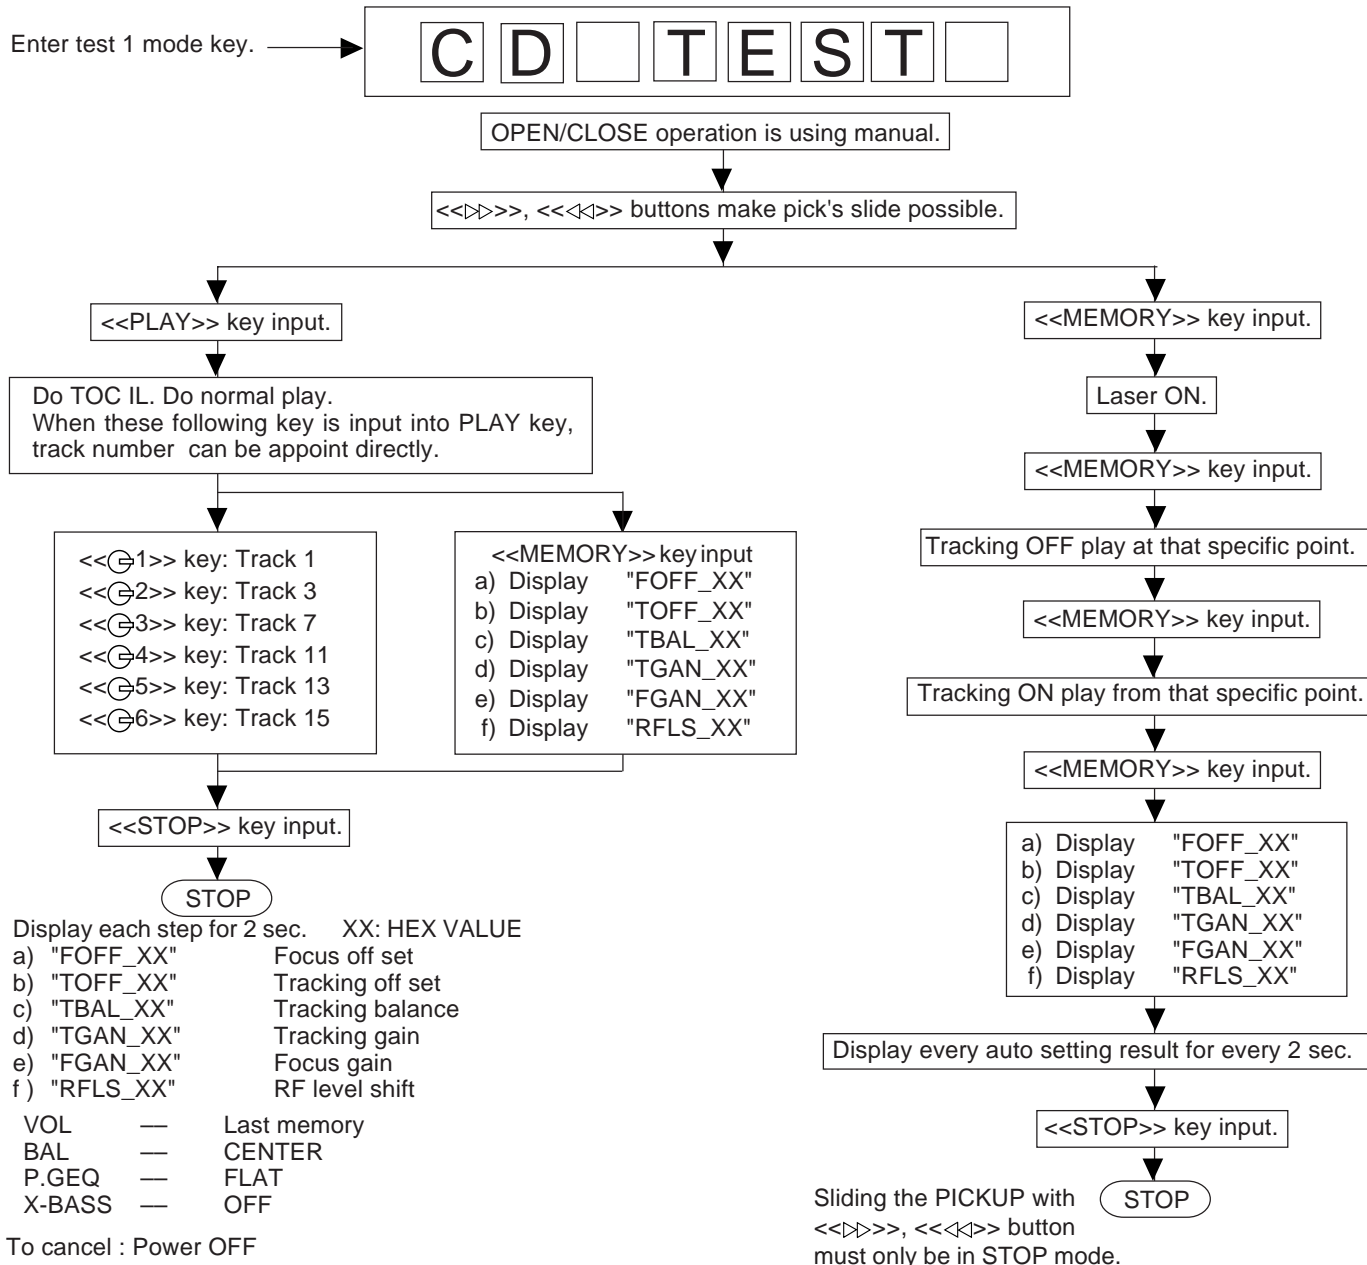 Enter test 1 mode key.
CD TEST
OPEN/CLOSE operation is using manual.
<<▷▷>>, <<◁◁>> buttons make pick's slide possible.
<<PLAY>> key input.
Do TOC IL. Do normal play.
When these following key is input into PLAY key,
track number can be appoint directly.
<<1>> key: Track 1
<<2>> key: Track 3
<<3>> key: Track 7
<<4>> key: Track 11
<<5>> key: Track 13
<<6>> key: Track 15
<<MEMORY>> key input
a) Display "FOFF_XX"
b) Display "TOFF_XX"
c) Display "TBAL_XX"
d) Display "TGAN_XX"
e) Display "FGAN_XX"
f) Display "RFLS_XX"
<<STOP>> key input.
STOP
Display each step for 2 sec. XX: HEX VALUE
a) "FOFF_XX" Focus off set
b) "TOFF_XX" Tracking off set
c) "TBAL_XX" Tracking balance
d) "TGAN_XX" Tracking gain
e) "FGAN_XX" Focus gain
f ) "RFLS_XX" RF level shift
VOL — Last memory
BAL — CENTER
P.GEQ — FLAT
X-BASS — OFF
To cancel : Power OFF
<<MEMORY>> key input.
Laser ON.
<<MEMORY>> key input.
Tracking OFF play at that specific point.
<<MEMORY>> key input.
Tracking ON play from that specific point.
<<MEMORY>> key input.
a) Display "FOFF_XX"
b) Display "TOFF_XX"
c) Display "TBAL_XX"
d) Display "TGAN_XX"
e) Display "FGAN_XX"
f) Display "RFLS_XX"
Display every auto setting result for every 2 sec.
<<STOP>> key input.
STOP
Sliding the PICKUP with
<<▷▷>>, <<◁◁>> button
must only be in STOP mode.